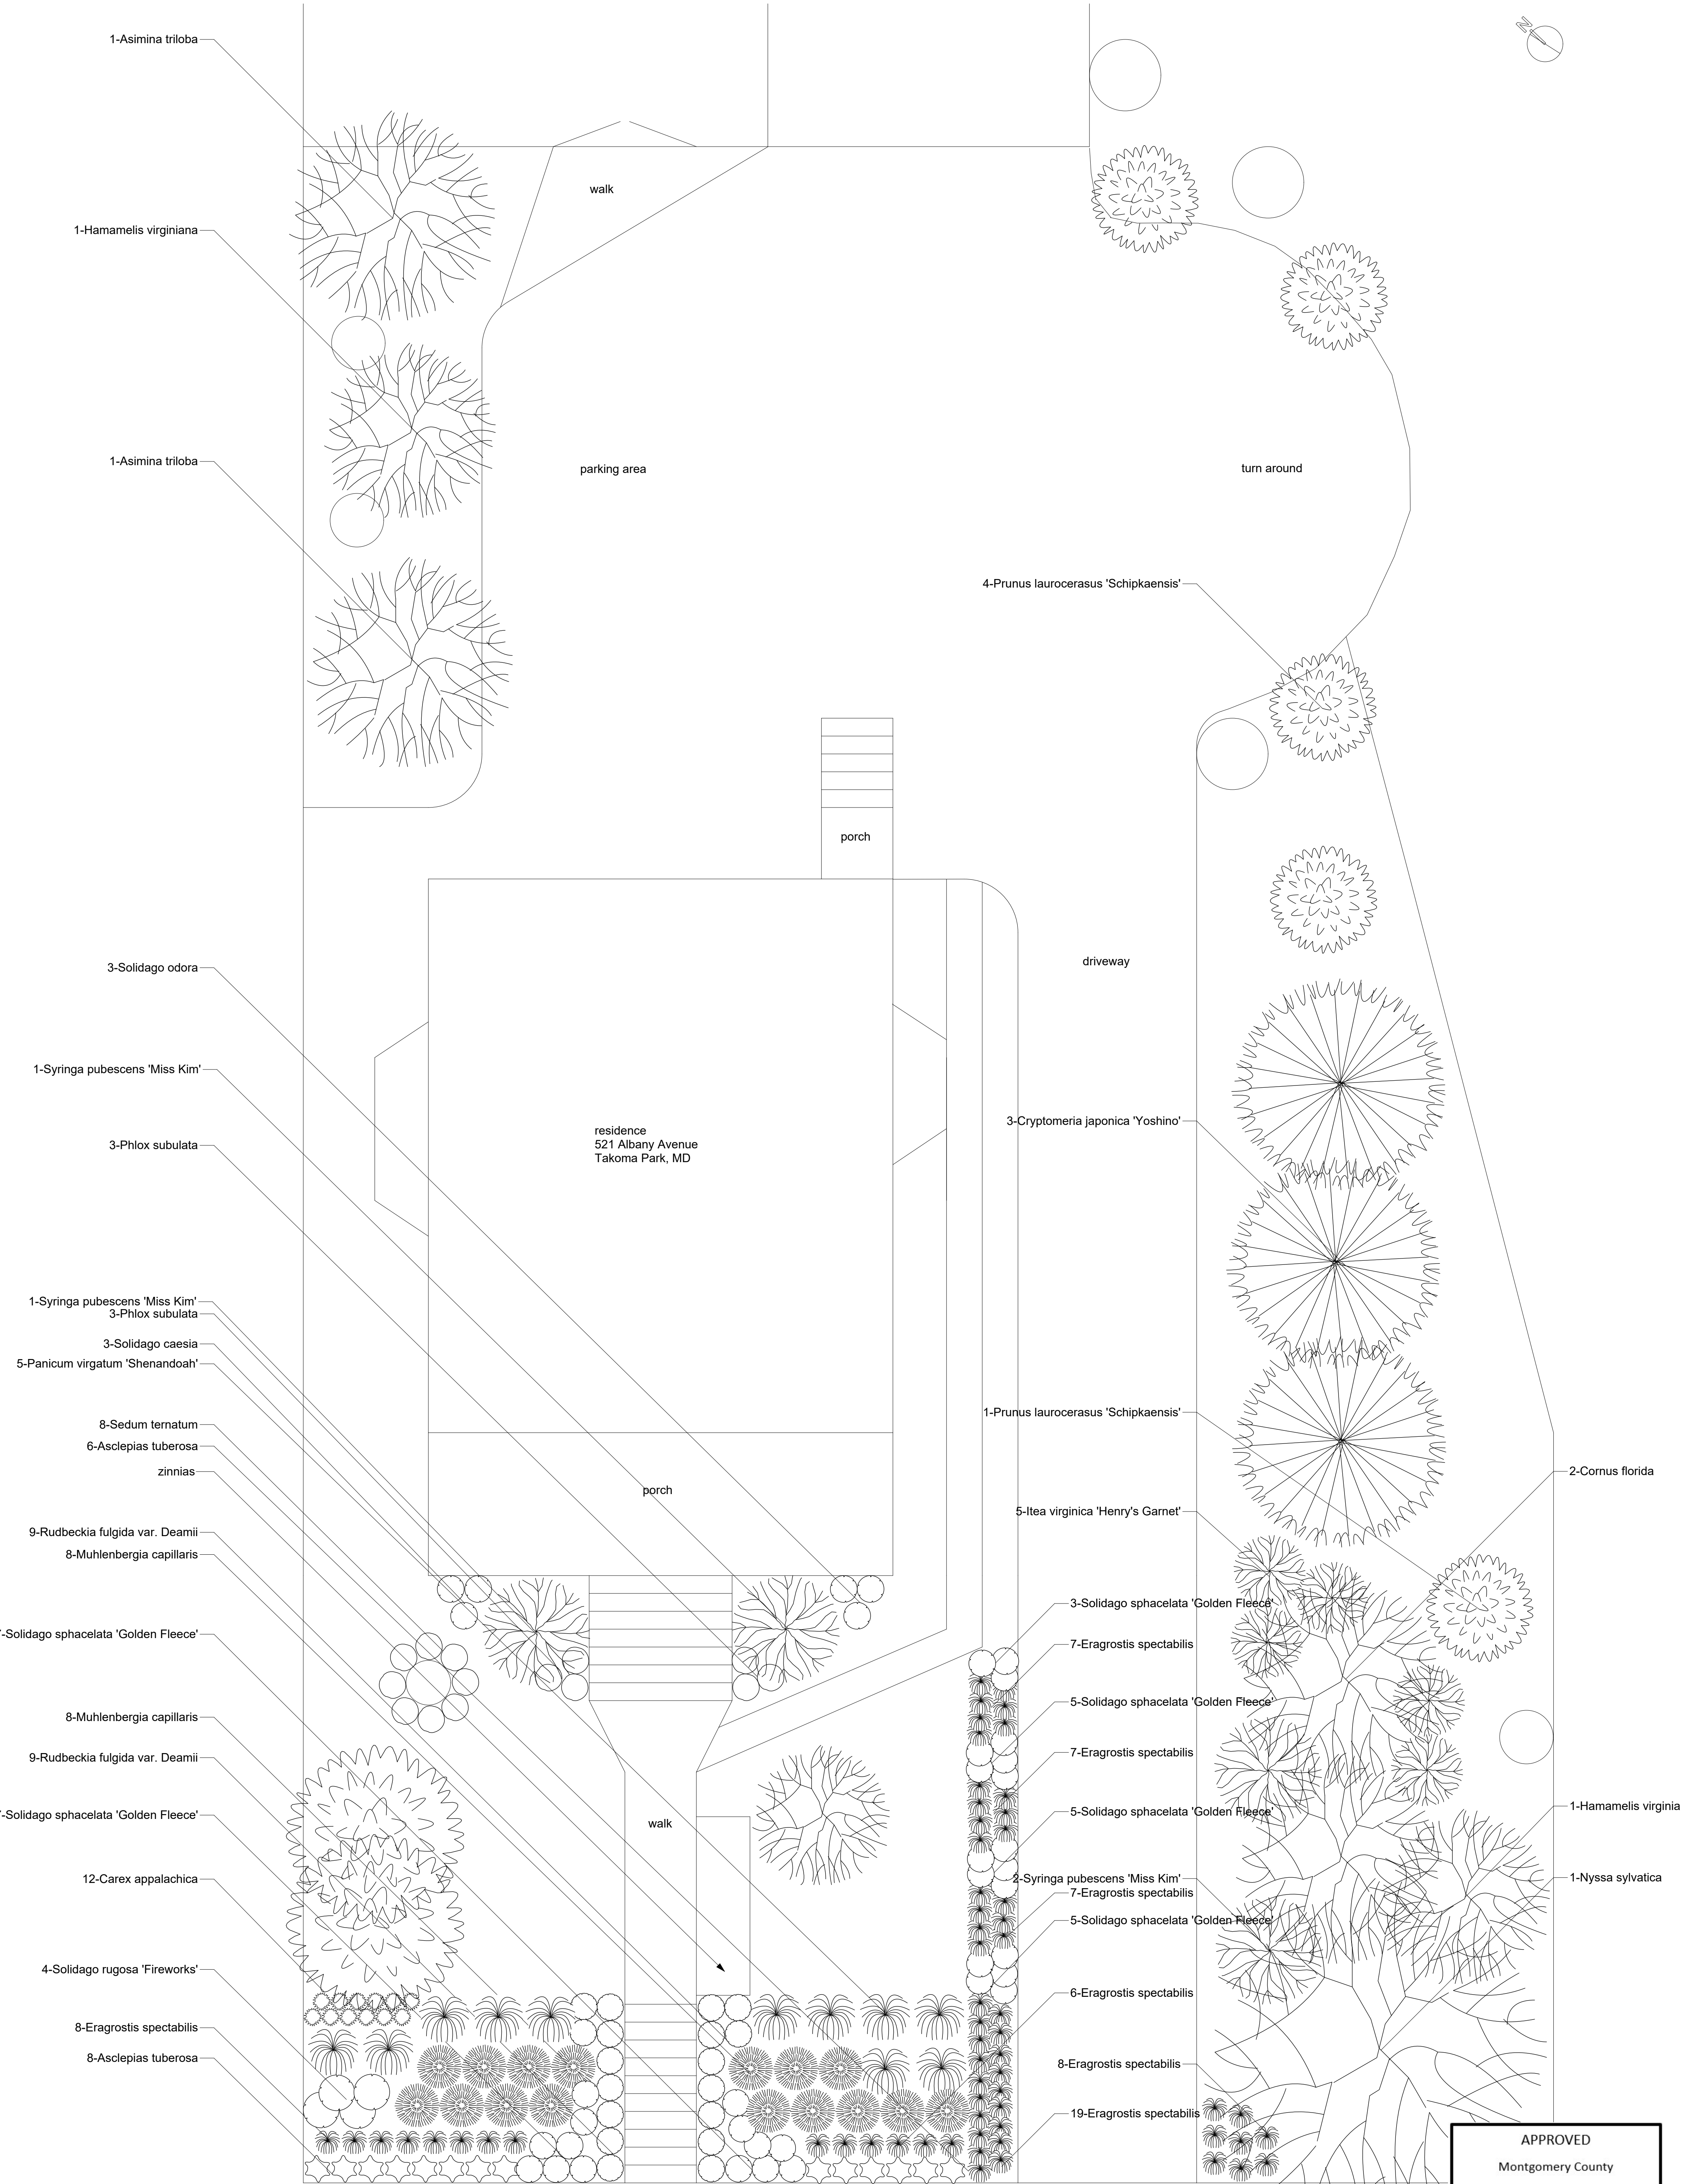 N
1-Asimina triloba
walk
1-Hamamelis virginiana
1-Asimina triloba
parking area
turn around
4-Prunus laurocerasus 'Schipkaensis'
porch
3-Solidago odora
driveway
1-Syringa pubescens 'Miss Kim'
3-Phlox subulata
residence
521 Albany Avenue
Takoma Park, MD
3-Cryptomeria japonica 'Yoshino'
1-Syringa pubescens 'Miss Kim'
3-Phlox subulata
3-Solidago caesia
5-Panicum virgatum 'Shenandoah'
8-Sedum ternatum
6-Asclepias tuberosa
zinnias
1-Prunus laurocerasus 'Schipkaensis'
2-Cornus florida
porch
5-Itea virginica 'Henry's Garnet'
9-Rudbeckia fulgida var. Deamii
8-Muhlenbergia capillaris
3-Solidago sphacelata 'Golden Fleece'
-Solidago sphacelata 'Golden Fleece'
7-Eragrostis spectabilis
5-Solidago sphacelata 'Golden Fleece'
8-Muhlenbergia capillaris
7-Eragrostis spectabilis
9-Rudbeckia fulgida var. Deamii
1-Hamamelis virginia
5-Solidago sphacelata 'Golden Fleece'
-Solidago sphacelata 'Golden Fleece'
walk
12-Carex appalachica
2-Syringa pubescens 'Miss Kim'
1-Nyssa sylvatica
7-Eragrostis spectabilis
5-Solidago sphacelata 'Golden Fleece'
4-Solidago rugosa 'Fireworks'
6-Eragrostis spectabilis
8-Eragrostis spectabilis
8-Asclepias tuberosa
8-Eragrostis spectabilis
19-Eragrostis spectabilis
APPROVED
Montgomery County